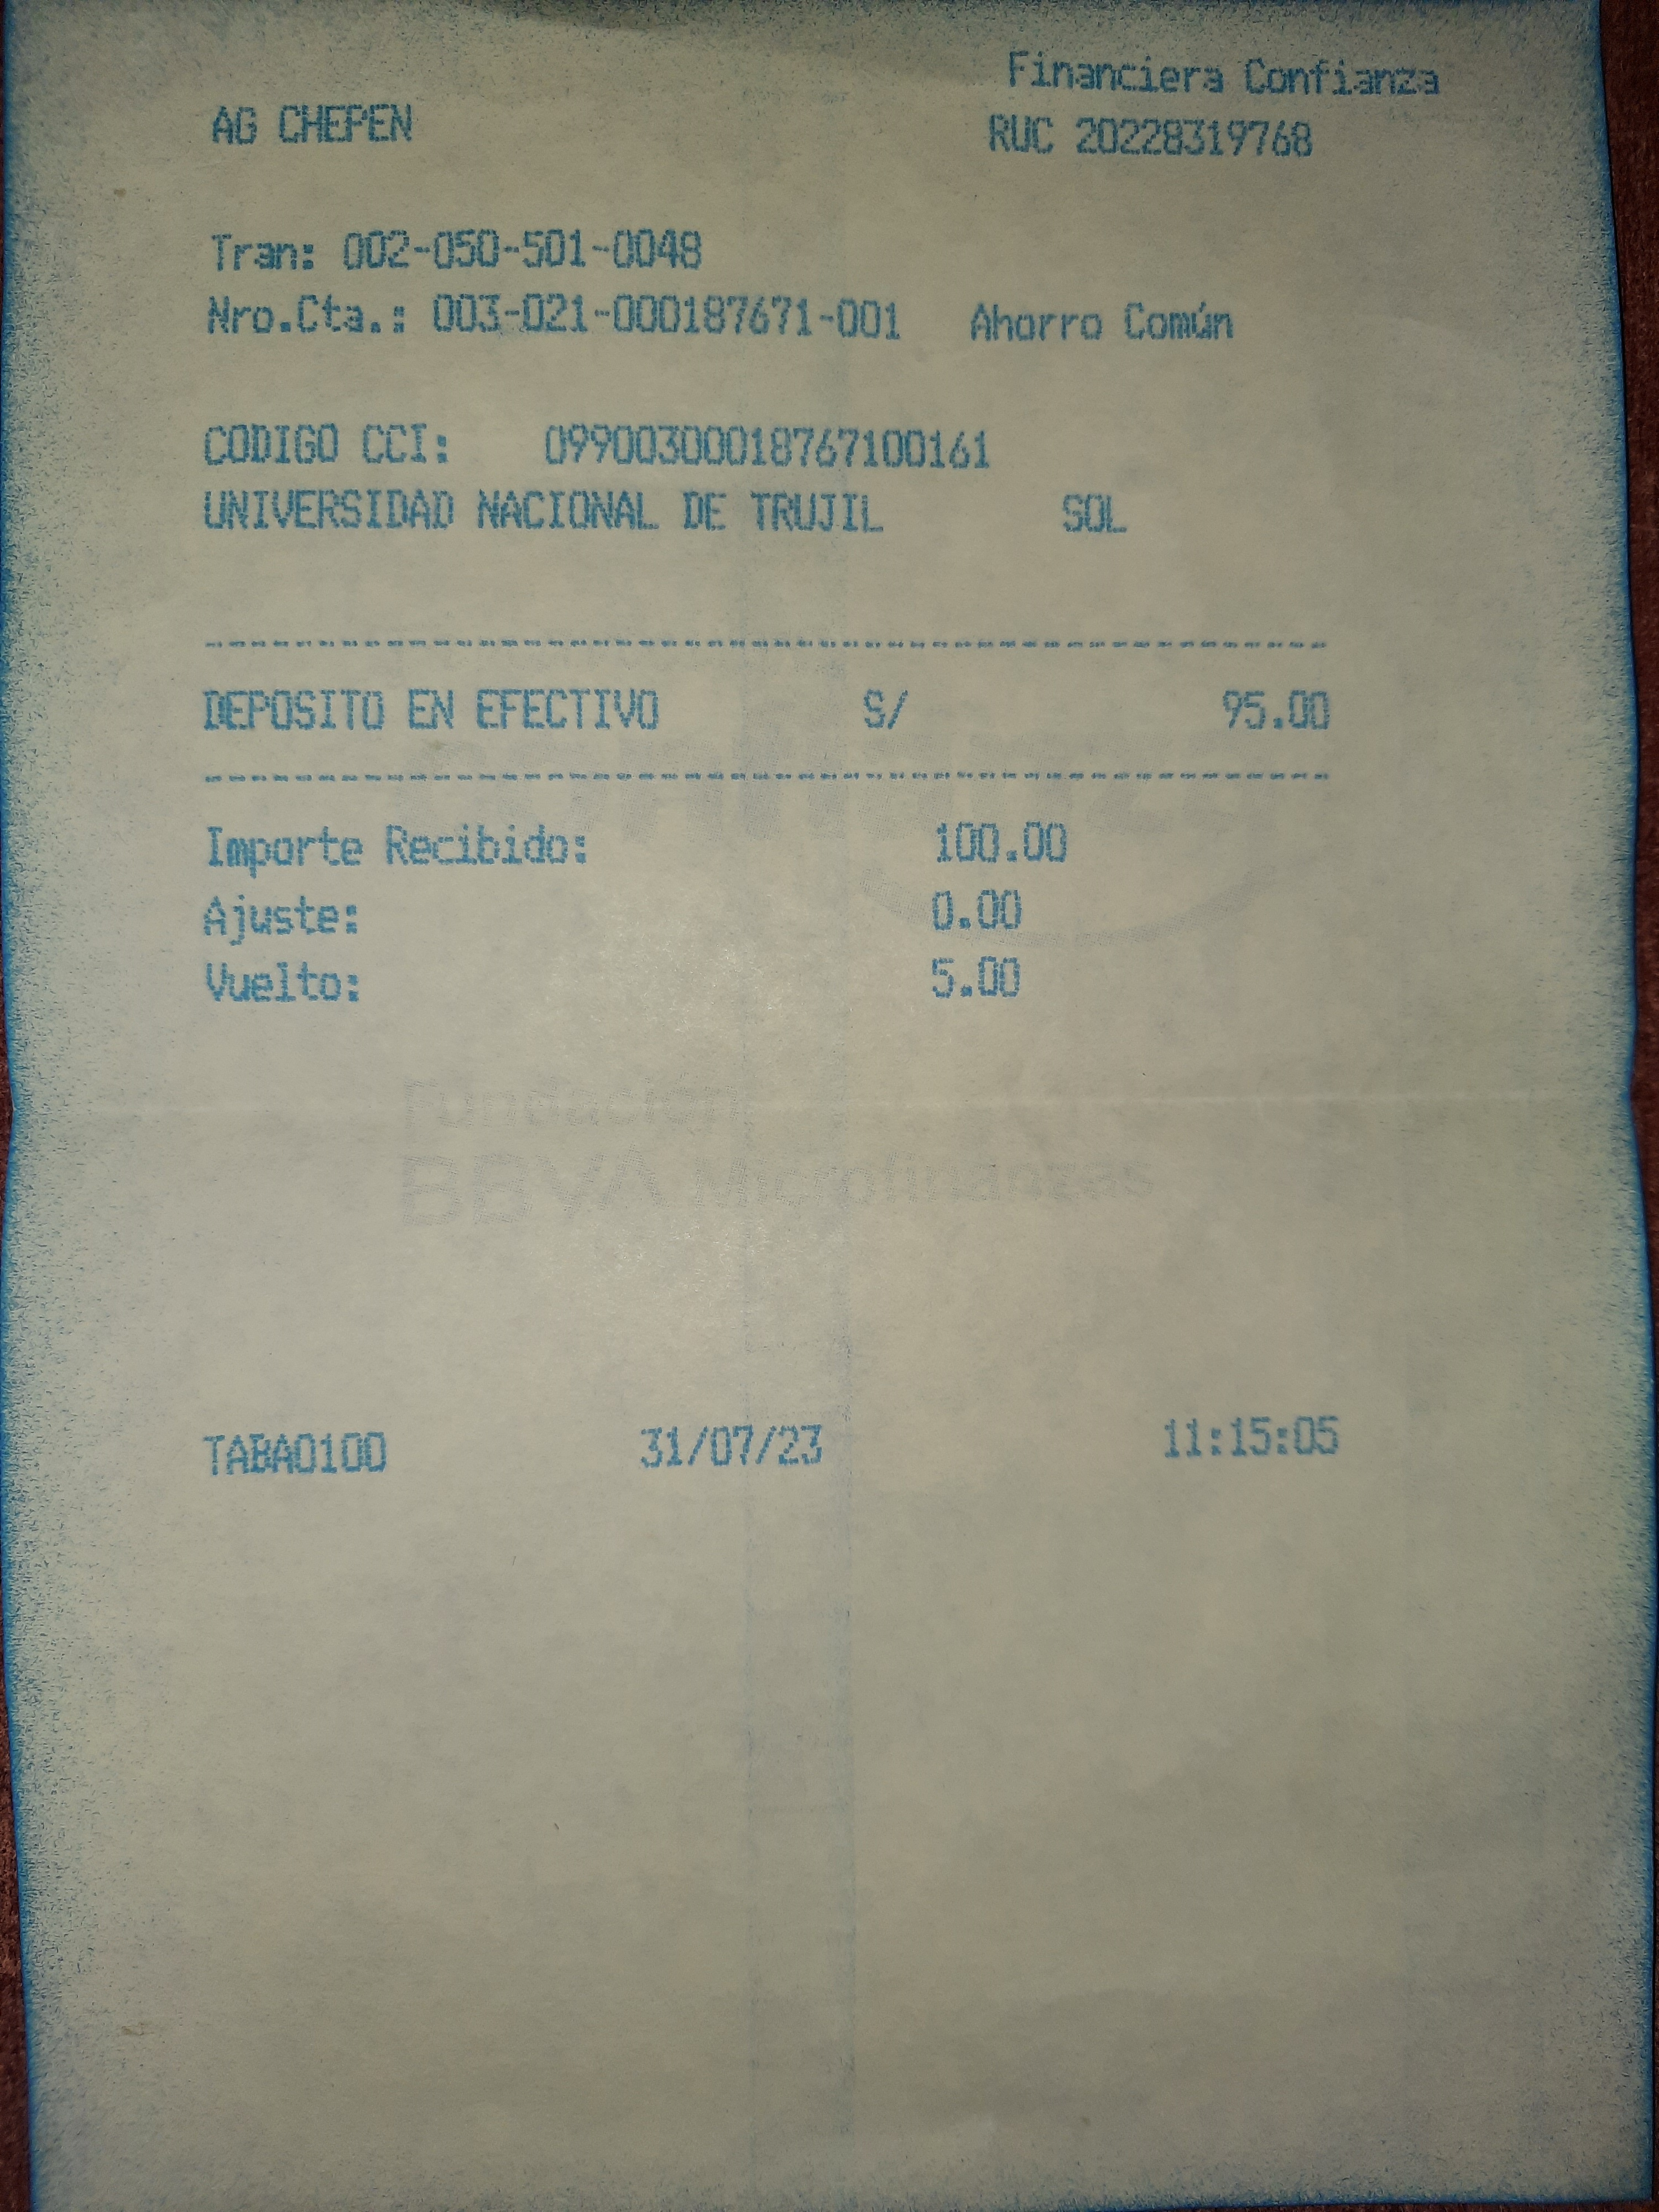 Financiera Confianza
AG CHEPEN RUC 20228319768
Tran: 002-050-501-0048
Nro.Cta.: 003-021-000187671-001 Ahorro Común
CODIGO CCI: 09900300018767100161
UNIVERSIDAD NACIONAL DE TRUJIL SOL
DEPOSITO EN EFECTIVO S/ 95.00
Importe Recibido: 100.00
Ajuste: 0.00
Vuelto: 5.00
Fundación
BBVA Microfinanzas
TABA0100 31/07/23 11:15:05